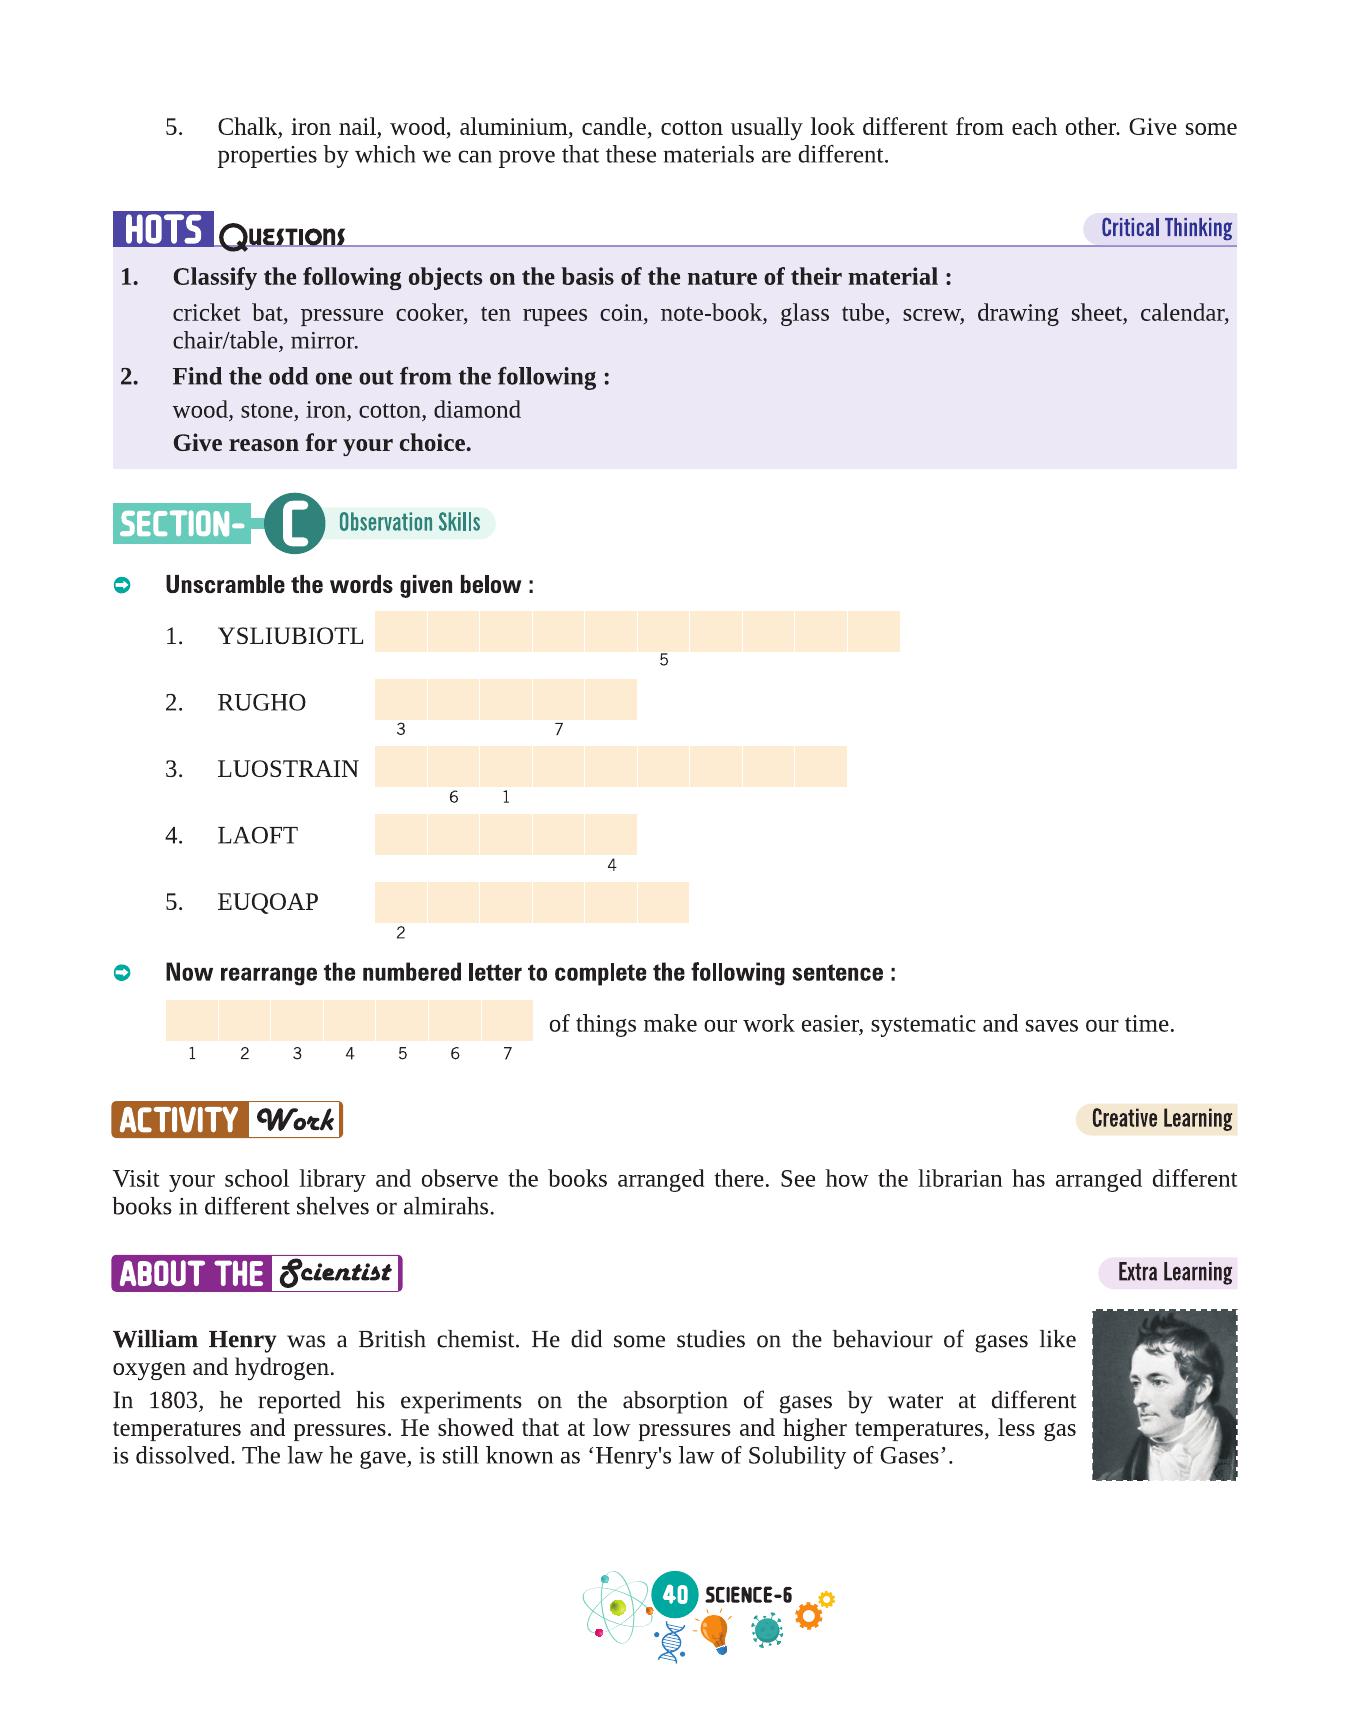 5. Chalk, iron nail, wood, aluminium, candle, cotton usually look different from each other. Give some
properties by which we can prove that these materials are different.
HOTS Questions
Critical Thinking
1. Classify the following objects on the basis of the nature of their material :
cricket bat, pressure cooker, ten rupees coin, note-book, glass tube, screw, drawing sheet, calendar,
chair/table, mirror.
2. Find the odd one out from the following :
wood, stone, iron, cotton, diamond
Give reason for your choice.
SECTION- C Observation Skills
Unscramble the words given below :
1. YSLIUBIOTL
5
2. RUGHO
3 7
3. LUOSTRAIN
6 1
4. LAOFT
4
5. EUQOAP
2
Now rearrange the numbered letter to complete the following sentence :
of things make our work easier, systematic and saves our time.
1 2 3 4 5 6 7
ACTIVITY Work
Creative Learning
Visit your school library and observe the books arranged there. See how the librarian has arranged different
books in different shelves or almirahs.
ABOUT THE Scientist
Extra Learning
William Henry was a British chemist. He did some studies on the behaviour of gases like
oxygen and hydrogen.
In 1803, he reported his experiments on the absorption of gases by water at different
temperatures and pressures. He showed that at low pressures and higher temperatures, less gas
is dissolved. The law he gave, is still known as ‘Henry's law of Solubility of Gases’.
40 SCIENCE-6